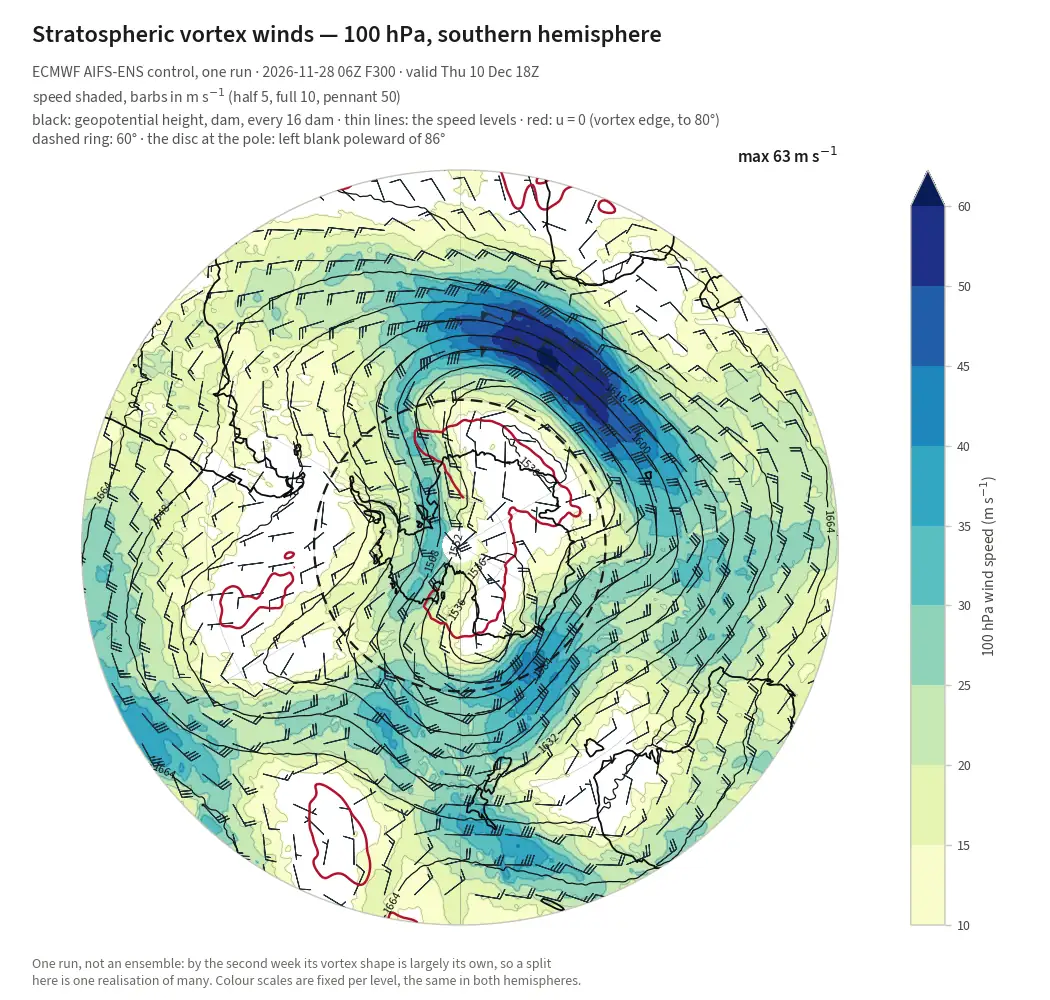 Stratospheric vortex winds — 100 hPa, southern hemisphere
ECMWF AIFS-ENS control, one run · 2026-11-28 06Z F300 · valid Thu 10 Dec 18Z
speed shaded, barbs in m s⁻¹ (half 5, full 10, pennant 50)
black: geopotential height, dam, every 16 dam · thin lines: the speed levels · red: u = 0 (vortex edge, to 80°)
dashed ring: 60° · the disc at the pole: left blank poleward of 86°
max 63 m s⁻¹
60
50
45
40
35
30
25
20
15
10
100 hPa wind speed (m s⁻¹)
1616
1600
1536
1664
1664
1552
1568
1536
1536
1632
1664
1664
One run, not an ensemble: by the second week its vortex shape is largely its own, so a split
here is one realisation of many. Colour scales are fixed per level, the same in both hemispheres.